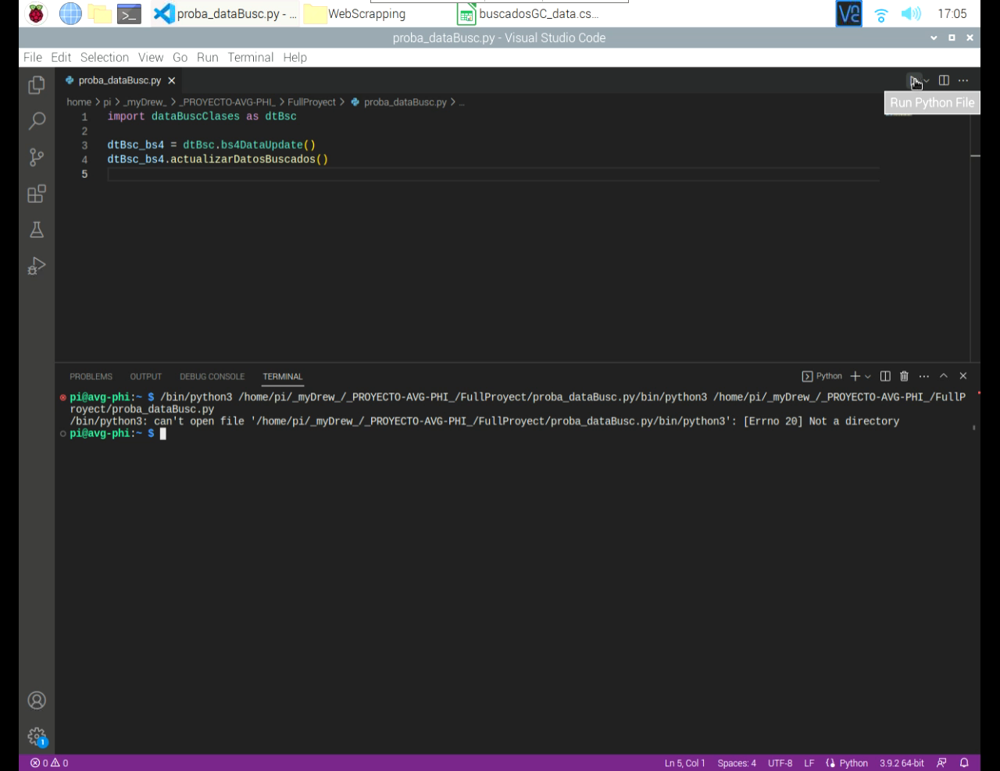 proba_dataBusc.py - ...
WebScrapping
buscadosGC_data.cs...
17:05
proba_dataBusc.py - Visual Studio Code
File Edit Selection View Go Run Terminal Help
proba_dataBusc.py
home > pi > _myDrew_ > _PROYECTO-AVG-PHI_ > FullProyect > proba_dataBusc.py > ...
Run Python File
1 import dataBuscClases as dtBsc
2
3 dtBsc_bs4 = dtBsc.bs4DataUpdate()
4 dtBsc_bs4.actualizarDatosBuscados()
5
PROBLEMS OUTPUT DEBUG CONSOLE TERMINAL
Python
pi@avg-phi:~ $ /bin/python3 /home/pi/_myDrew_/_PROYECTO-AVG-PHI_/FullProyect/proba_dataBusc.py/bin/python3 /home/pi/_myDrew_/_PROYECTO-AVG-PHI_/FullP
royect/proba_dataBusc.py
/bin/python3: can't open file '/home/pi/_myDrew_/_PROYECTO-AVG-PHI_/FullProyect/proba_dataBusc.py/bin/python3': [Errno 20] Not a directory
pi@avg-phi:~ $
1
0 0 Ln 5, Col 1 Spaces: 4 UTF-8 LF Python 3.9.2 64-bit